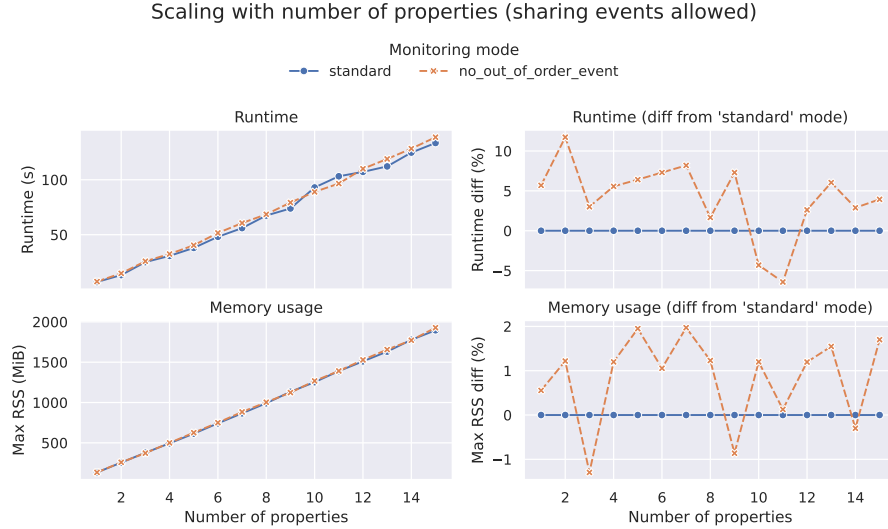 Scaling with number of properties (sharing events allowed)
Monitoring mode
standard no_out_of_order_event
Runtime
Runtime (s)
100
50
Runtime (diff from 'standard' mode)
Runtime diff (%)
10
5
0
−5
Memory usage
Max RSS (MiB)
2000
1500
1000
500
2 4 6 8 10 12 14
Number of properties
Memory usage (diff from 'standard' mode)
Max RSS diff (%)
2
1
0
−1
2 4 6 8 10 12 14
Number of properties